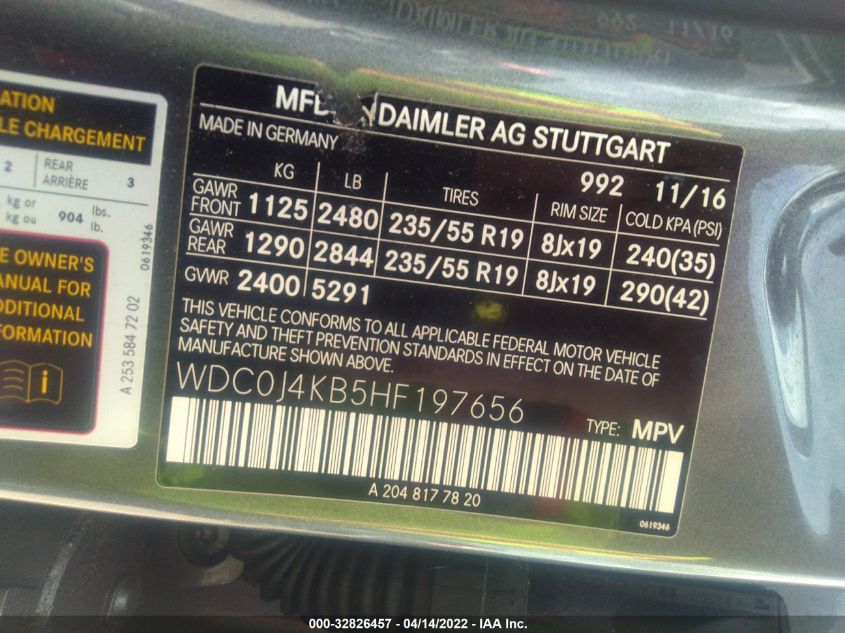 ATION
LE CHARGEMENT
2 REAR ARRIÈRE 3
kg or kg ou 904 lbs. lb.
E OWNER'S
MANUAL FOR
DDITIONAL
FORMATION
A 253 584 72 02
0619346
DAIMLER AG STUTTGART
MADE IN GERMANY
992 11/16
KG LB TIRES RIM SIZE COLD KPA(PSI)
GAWR FRONT 1125 2480 235/55 R19 8Jx19 240(35)
GAWR REAR 1290 2844 235/55 R19 8Jx19 290(42)
GVWR 2400 5291
THIS VEHICLE CONFORMS TO ALL APPLICABLE FEDERAL MOTOR VEHICLE
SAFETY AND THEFT PREVENTION STANDARDS IN EFFECT ON THE DATE OF
MANUFACTURE SHOWN ABOVE.
WDC0J4KB5HF197656
TYPE: MPV
A 204 817 78 20
0619346
000-32826457 - 04/14/2022 - IAA Inc.